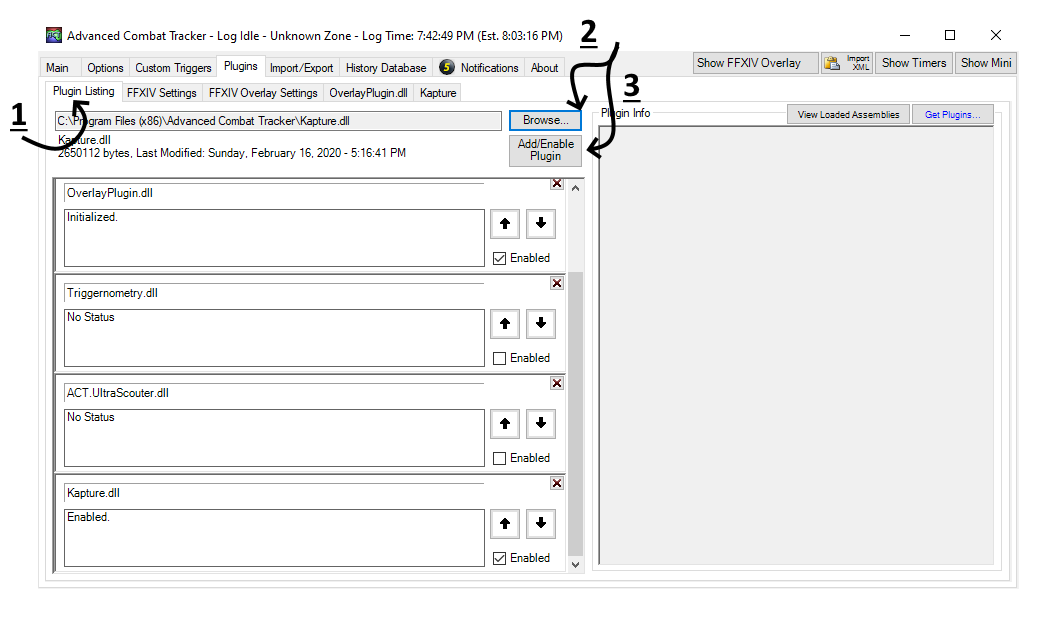 Advanced Combat Tracker - Log Idle - Unknown Zone - Log Time: 7:42:49 PM (Est. 8:03:16 PM)
2
Main Options Custom Triggers Plugins Import/Export History Database 5 Notifications About
Show FFXIV Overlay Import XML Show Timers Show Mini
Plugin Listing FFXIV Settings FFXIV Overlay Settings OverlayPlugin.dll Kapture
3
1
C:\Program Files (x86)\Advanced Combat Tracker\Kapture.dll
Browse...
Plugin Info
View Loaded Assemblies
Get Plugins...
Kapture.dll
2650112 bytes, Last Modified: Sunday, February 16, 2020 - 5:16:41 PM
Add/Enable
Plugin
OverlayPlugin.dll
Initialized.
Enabled
Triggernometry.dll
No Status
Enabled
ACT.UltraScouter.dll
No Status
Enabled
Kapture.dll
Enabled.
Enabled